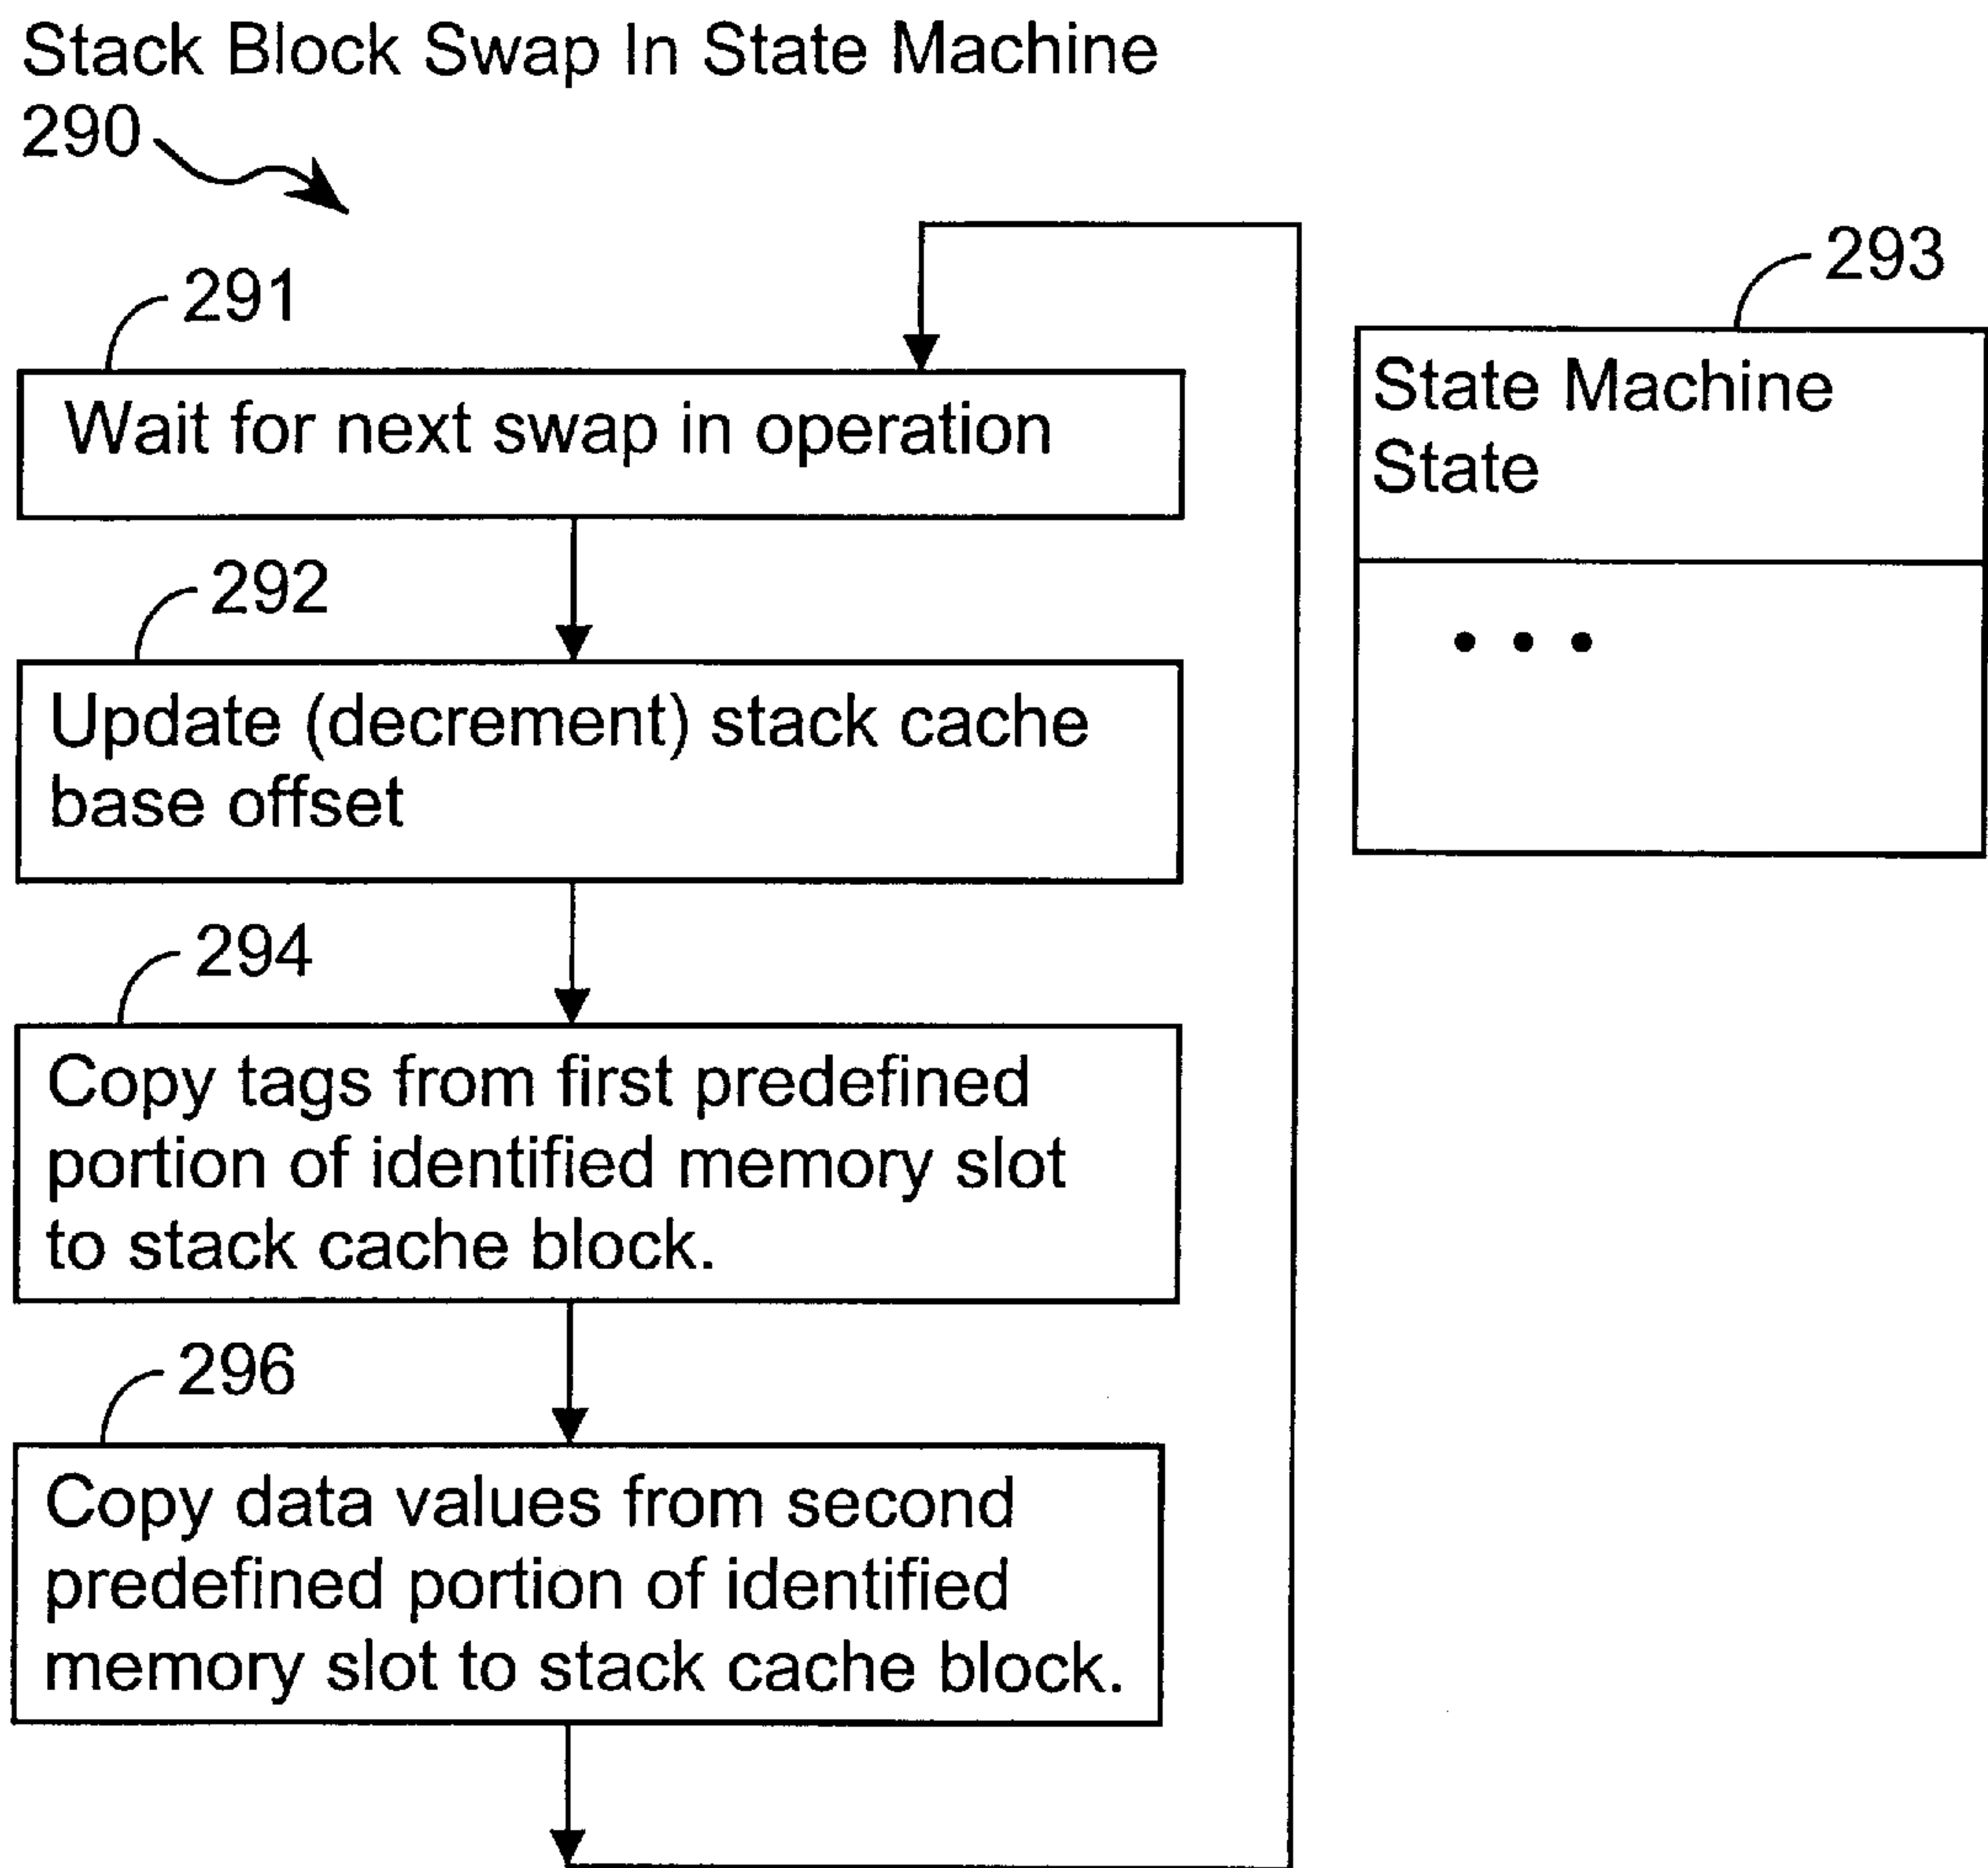 Stack Block Swap In State Machine
290
291
Wait for next swap in operation
292
Update (decrement) stack cache
base offset
294
Copy tags from first predefined
portion of identified memory slot
to stack cache block.
296
Copy data values from second
predefined portion of identified
memory slot to stack cache block.
293
State Machine
State
• • •